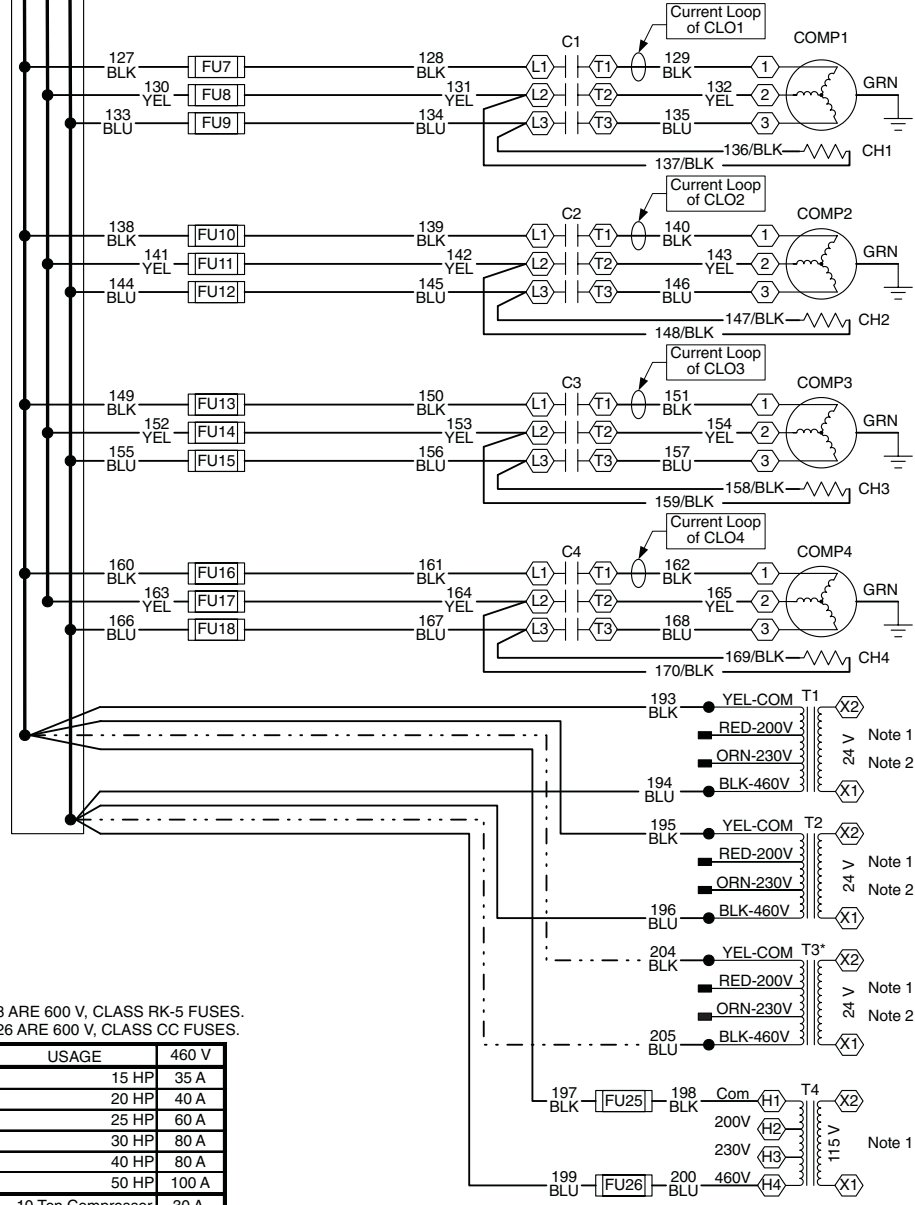 Current Loop
of CLO1
C1
COMP1
127
BLK
FU7
128
BLK
L1
T1
129
BLK
1
GRN
130
YEL
FU8
131
YEL
L2
T2
132
YEL
2
133
BLU
FU9
134
BLU
L3
T3
135
BLU
3
136/BLK
CH1
137/BLK
Current Loop
of CLO2
C2
COMP2
138
BLK
FU10
139
BLK
L1
T1
140
BLK
1
GRN
141
YEL
FU11
142
YEL
L2
T2
143
YEL
2
144
BLU
FU12
145
BLU
L3
T3
146
BLU
3
147/BLK
CH2
148/BLK
Current Loop
of CLO3
C3
COMP3
149
BLK
FU13
150
BLK
L1
T1
151
BLK
1
GRN
152
YEL
FU14
153
YEL
L2
T2
154
YEL
2
155
BLU
FU15
156
BLU
L3
T3
157
BLU
3
158/BLK
CH3
159/BLK
Current Loop
of CLO4
C4
COMP4
160
BLK
FU16
161
BLK
L1
T1
162
BLK
1
GRN
163
YEL
FU17
164
YEL
L2
T2
165
YEL
2
166
BLU
FU18
167
BLU
L3
T3
168
BLU
3
169/BLK
CH4
170/BLK
193
BLK
YEL-COM
T1
X2
RED-200V
24 V
Note 1
ORN-230V
Note 2
194
BLU
BLK-460V
X1
195
BLK
YEL-COM
T2
X2
RED-200V
24 V
Note 1
ORN-230V
Note 2
196
BLU
BLK-460V
X1
204
BLK
YEL-COM
T3*
X2
RED-200V
24 V
Note 1
ORN-230V
Note 2
205
BLU
BLK-460V
X1
197
BLK
FU25
198
BLK
Com
H1
T4
X2
200V
H2
115 V
Note 1
230V
H3
199
BLU
FU26
200
BLU
460V
H4
X1
ARE 600 V, CLASS RK-5 FUSES.
26 ARE 600 V, CLASS CC FUSES.
USAGE 460 V
15 HP 35 A
20 HP 40 A
25 HP 60 A
30 HP 80 A
40 HP 80 A
50 HP 100 A
10 Ton Compressor 30 A